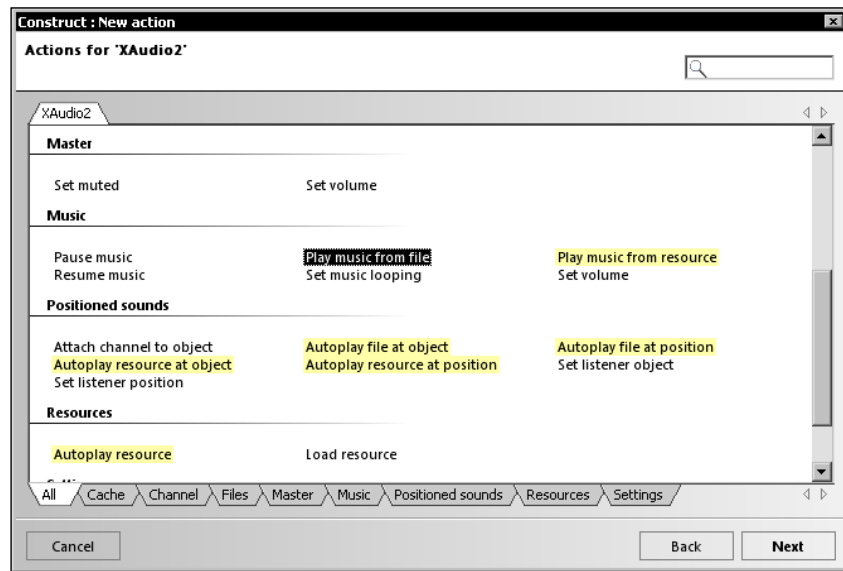 Construct : New action
Actions for 'XAudio2'
XAudio2
Master
Set muted Set volume
Music
Pause music Play music from file Play music from resource
Resume music Set music looping Set volume
Positioned sounds
Attach channel to object Autoplay file at object Autoplay file at position
Autoplay resource at object Autoplay resource at position Set listener object
Set listener position
Resources
Autoplay resource Load resource
All Cache Channel Files Master Music Positioned sounds Resources Settings
Cancel Back Next